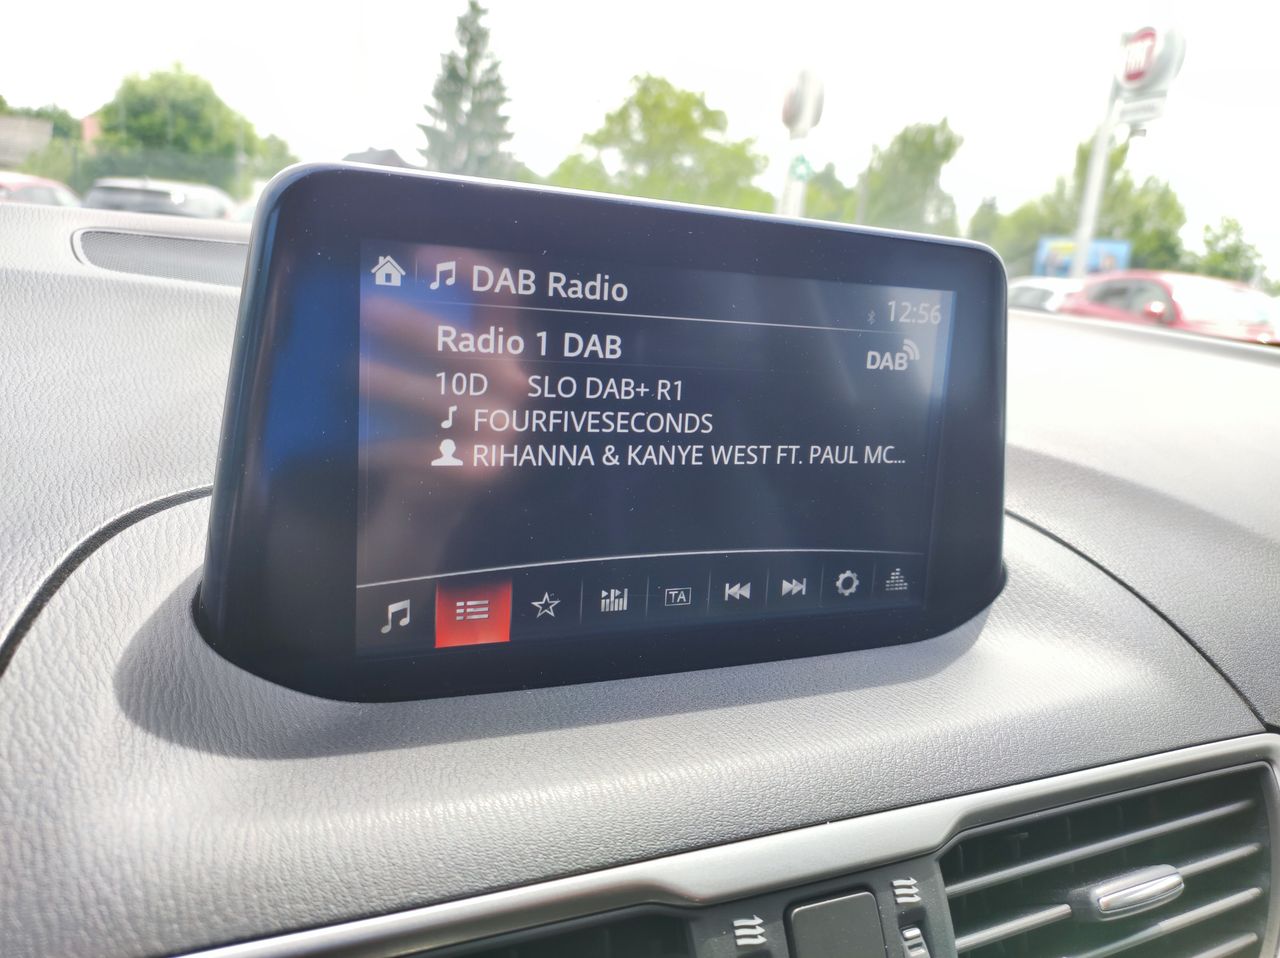 DAB Radio
12:56
Radio 1 DAB
DAB
10D SLO DAB+ R1
FOURFIVESECONDS
RIHANNA & KANYE WEST FT. PAUL MC...
TA